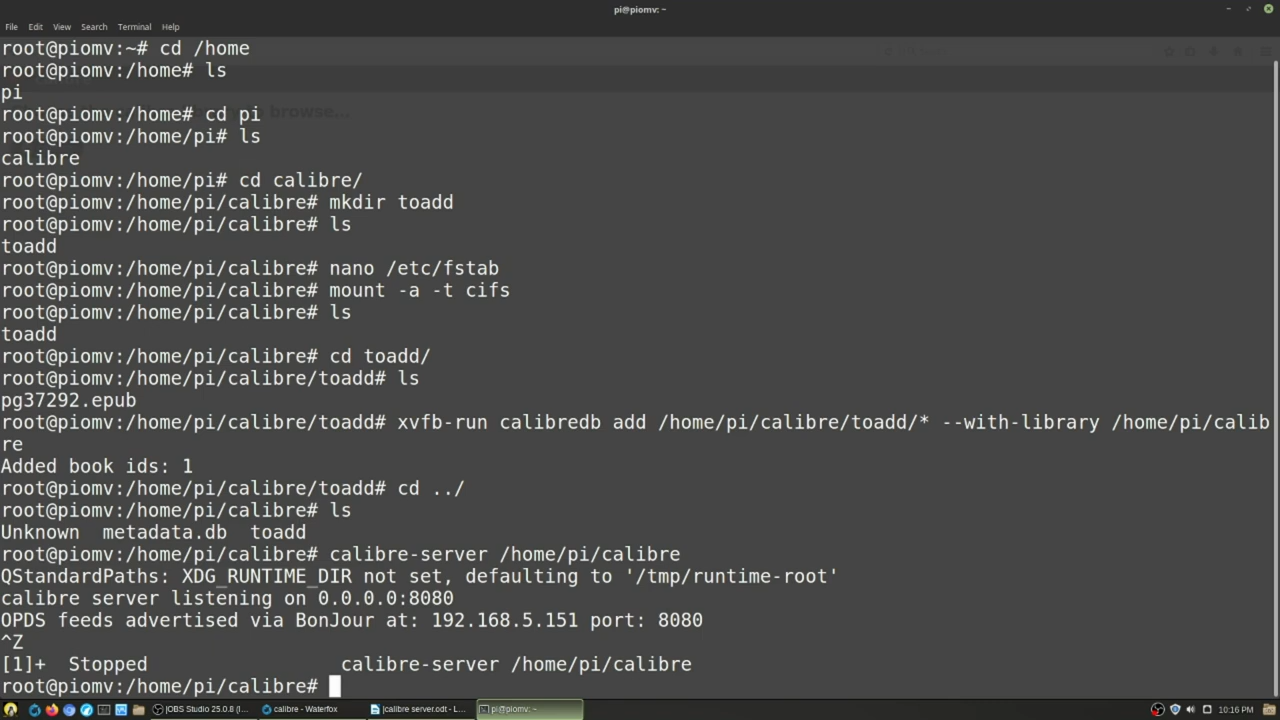 pi@piomv: ~
File Edit View Search Terminal Help
root@piomv:~# cd /home
root@piomv:/home# ls
pi
root@piomv:/home# cd pi
browse...
root@piomv:/home/pi# ls
calibre
root@piomv:/home/pi# cd calibre/
root@piomv:/home/pi/calibre# mkdir toadd
root@piomv:/home/pi/calibre# ls
toadd
root@piomv:/home/pi/calibre# nano /etc/fstab
root@piomv:/home/pi/calibre# mount -a -t cifs
root@piomv:/home/pi/calibre# ls
toadd
root@piomv:/home/pi/calibre# cd toadd/
root@piomv:/home/pi/calibre/toadd# ls
pg37292.epub
root@piomv:/home/pi/calibre/toadd# xvfb-run calibredb add /home/pi/calibre/toadd/* --with-library /home/pi/calib
re
Added book ids: 1
root@piomv:/home/pi/calibre/toadd# cd ../
root@piomv:/home/pi/calibre# ls
Unknown metadata.db toadd
root@piomv:/home/pi/calibre# calibre-server /home/pi/calibre
QStandardPaths: XDG_RUNTIME_DIR not set, defaulting to '/tmp/runtime-root'
calibre server listening on 0.0.0.0:8080
OPDS feeds advertised via BonJour at: 192.168.5.151 port: 8080
^Z
[1]+ Stopped calibre-server /home/pi/calibre
root@piomv:/home/pi/calibre#
OBS Studio 25.0.8 (l... calibre - Waterfox calibre server.odt - L... pi@piomv: ~ 10:16 PM